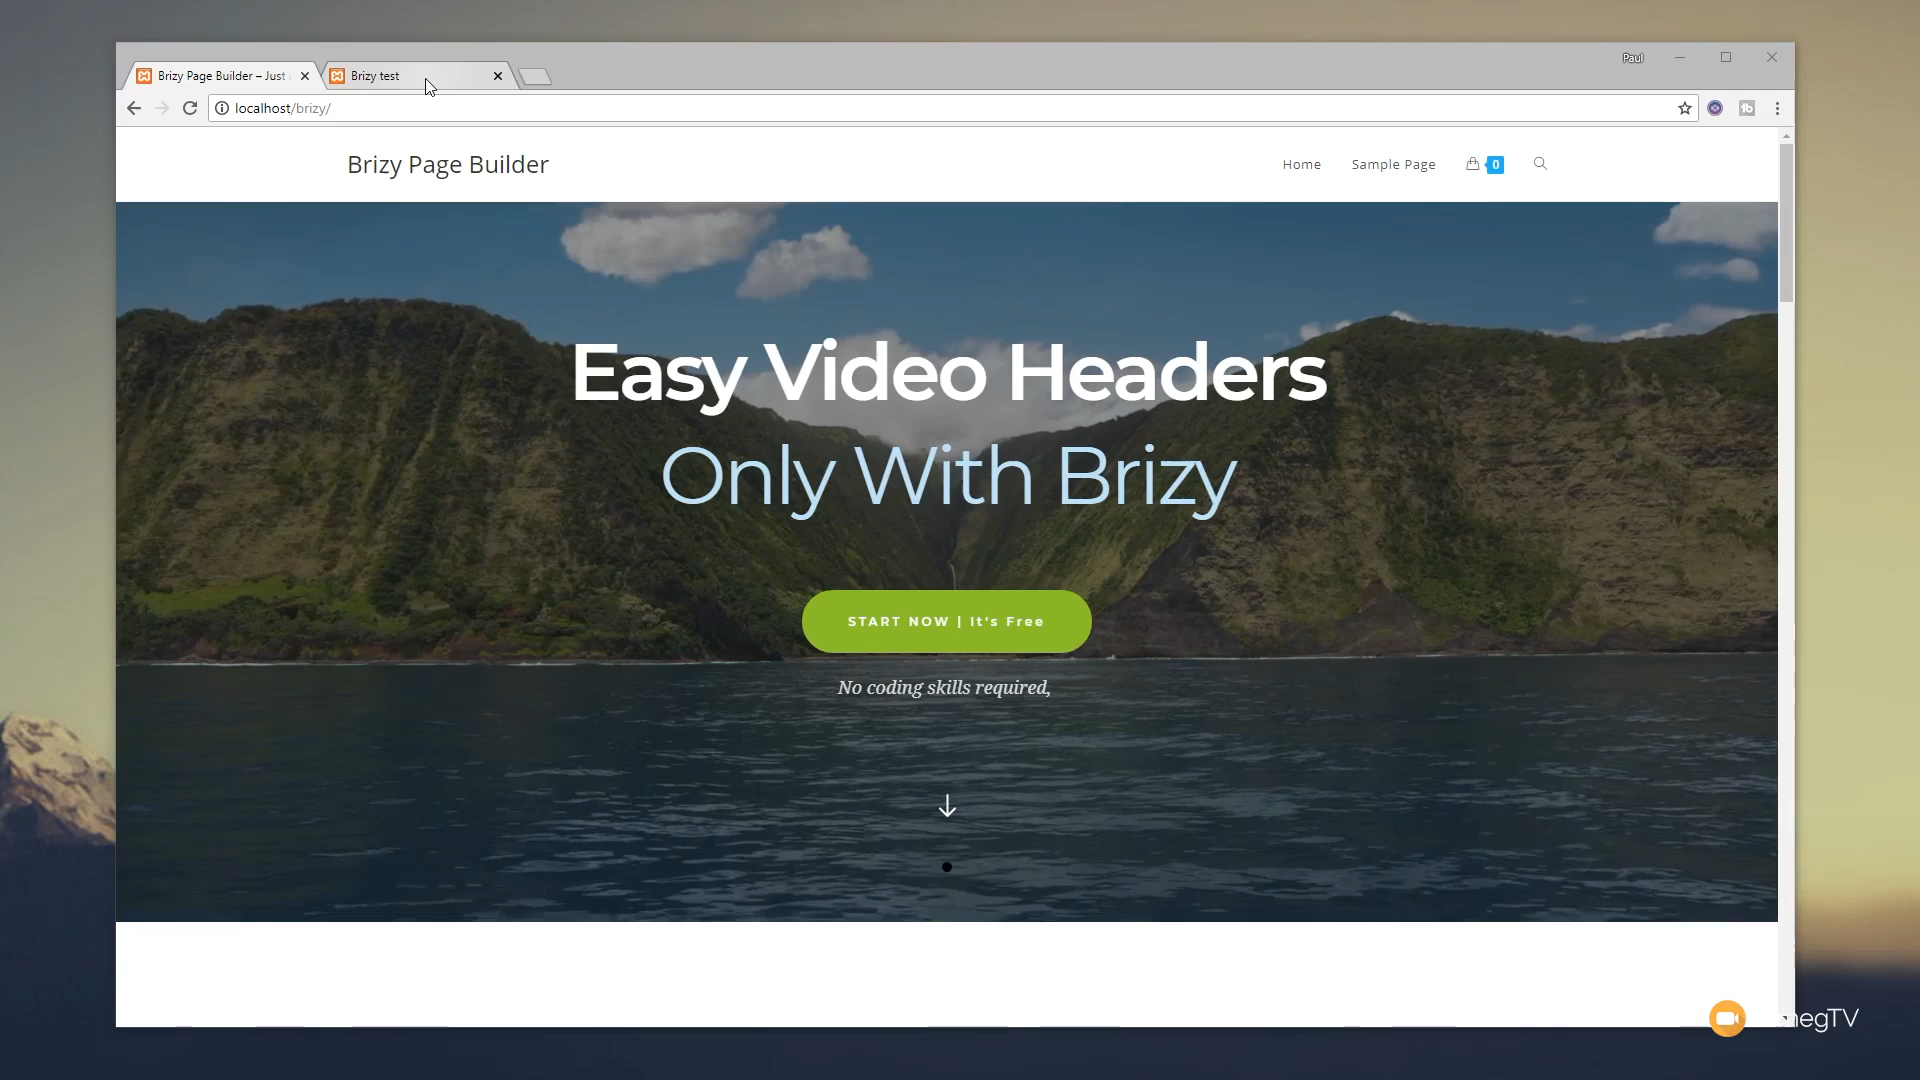 Paul
Brizy Page Builder – Just
Brizy test
localhost/brizy/
Brizy Page Builder
Home
Sample Page
0
Easy Video Headers
Only With Brizy
START NOW | It's Free
No coding skills required,
megTV